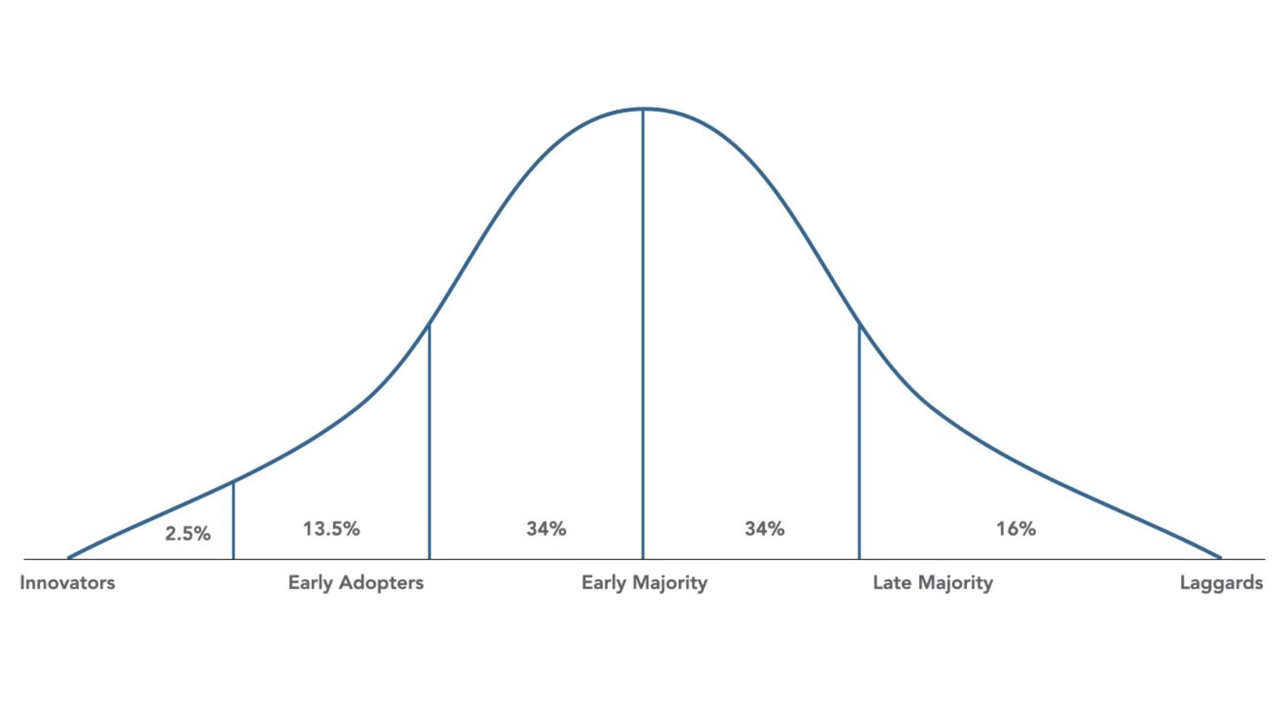 2.5%
13.5%
34%
34%
16%
Innovators
Early Adopters
Early Majority
Late Majority
Laggards